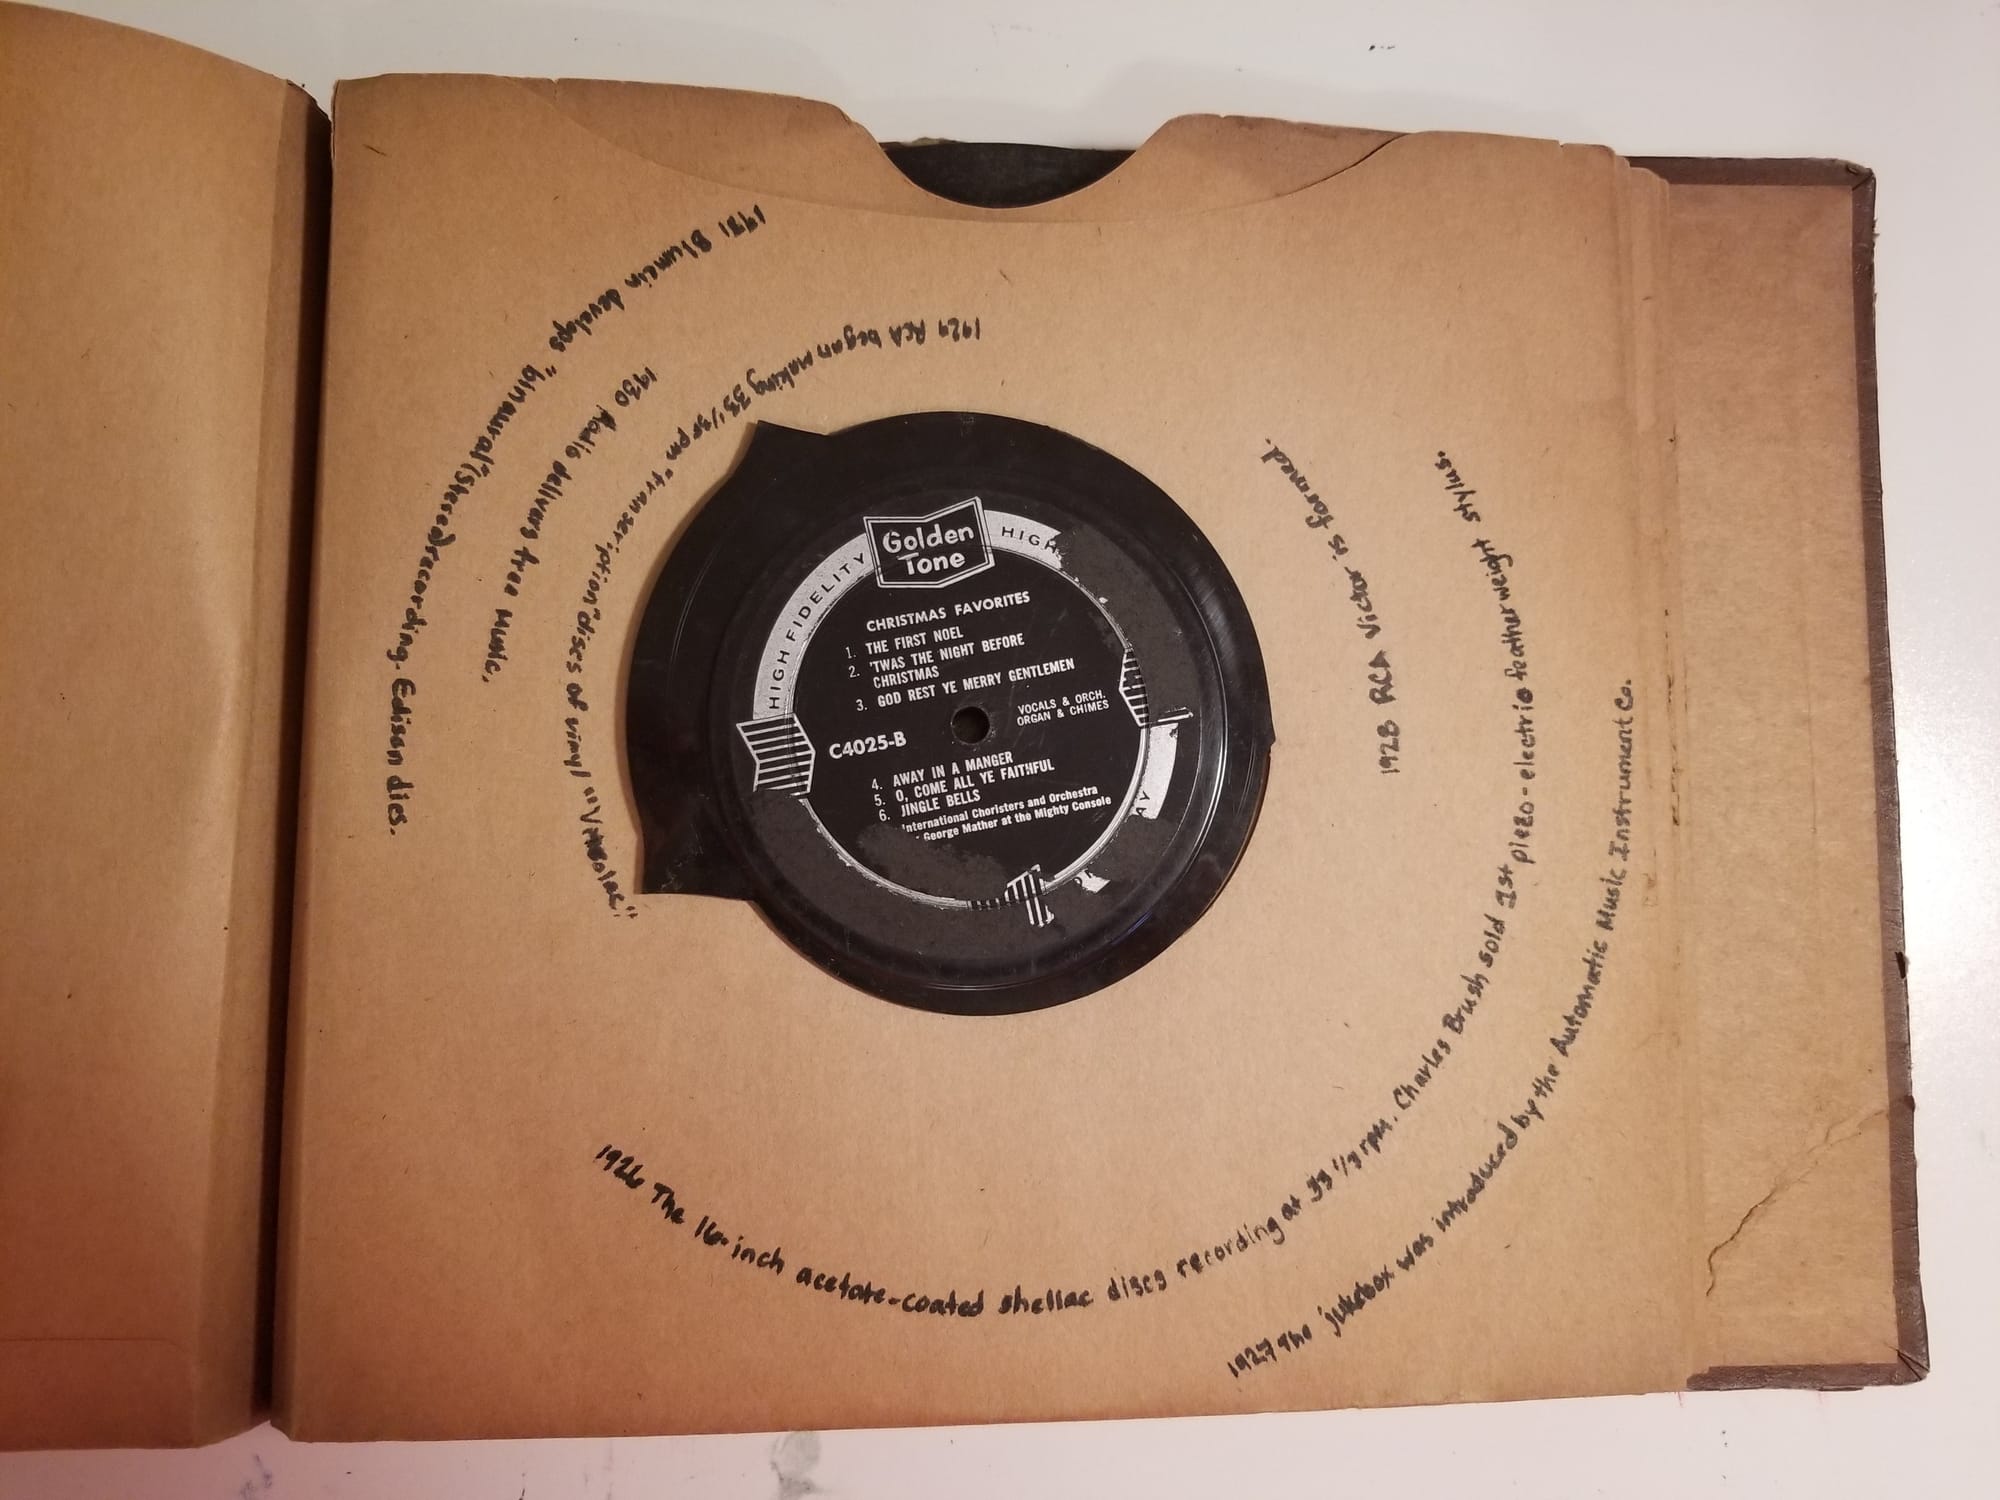 1926 The 16-inch acetate-coated shellac discs recording at 33 1/3 rpm. Charles Brush sold 1st piezo-electric featherweight stylus.
1927 The jukebox was introduced by the Automatic Music Instrument Co.
1928 RCA Victor is formed.
1929 RCA began making 33 1/3 rpm "transcription" discs of vinyl
1930 Radio delivers free Music.
1931 Blumein develops "binaural" (Stereo) recording. Edison dies.
Golden
Tone
HIGH FIDELITY
HIGH
CHRISTMAS FAVORITES
1. THE FIRST NOEL
2. 'TWAS THE NIGHT BEFORE
CHRISTMAS
3. GOD REST YE MERRY GENTLEMEN
VOCALS & ORCH.
ORGAN & CHIMES
C4025-B
4. AWAY IN A MANGER
5. O, COME ALL YE FAITHFUL
6. JINGLE BELLS
International Choristers and Orchestra
George Mather at the Mighty Console
AY